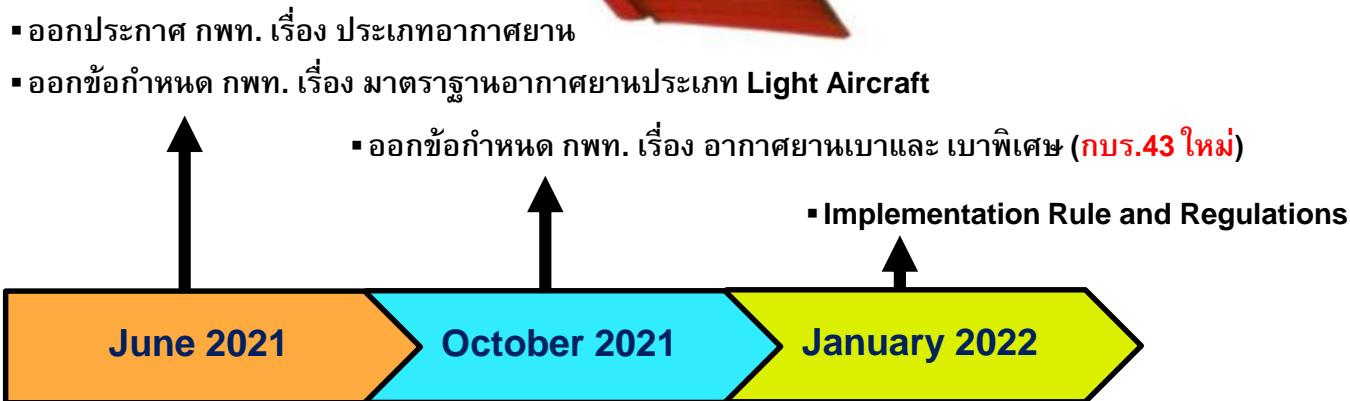 ▪ ออกประกาศ กพท. เรื่อง ประเภทอากาศยาน
▪ ออกข้อกำหนด กพท. เรื่อง มาตราฐานอากาศยานประเภท Light Aircraft
▪ ออกข้อกำหนด กพท. เรื่อง อากาศยานเบาและ เบาพิเศษ (กบร.43 ใหม่)
▪ Implementation Rule and Regulations
June 2021
October 2021
January 2022